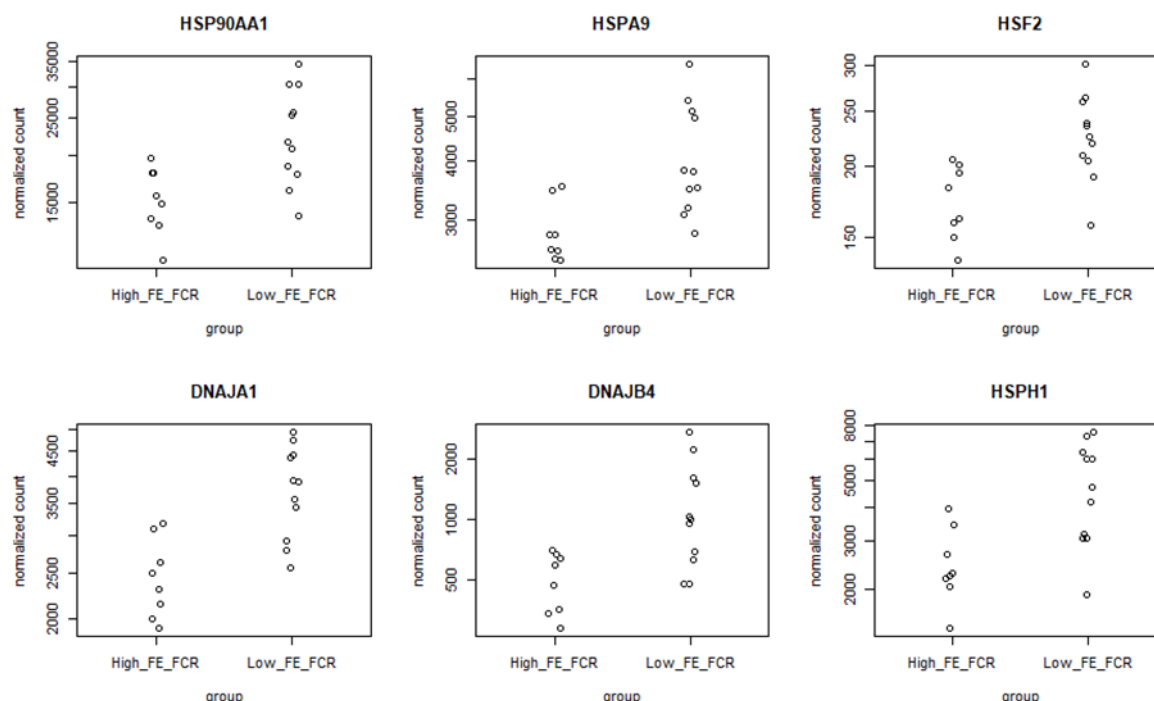 HSP90AA1
normalized count
35000
25000
15000
High_FE_FCR Low_FE_FCR
group
HSPA9
normalized count
5000
4000
3000
High_FE_FCR Low_FE_FCR
group
HSF2
normalized count
300
250
200
150
High_FE_FCR Low_FE_FCR
group
DNAJA1
normalized count
4500
3500
2500
2000
High_FE_FCR Low_FE_FCR
group
DNAJB4
normalized count
2000
1000
500
High_FE_FCR Low_FE_FCR
group
HSPH1
normalized count
8000
5000
3000
2000
High_FE_FCR Low_FE_FCR
group